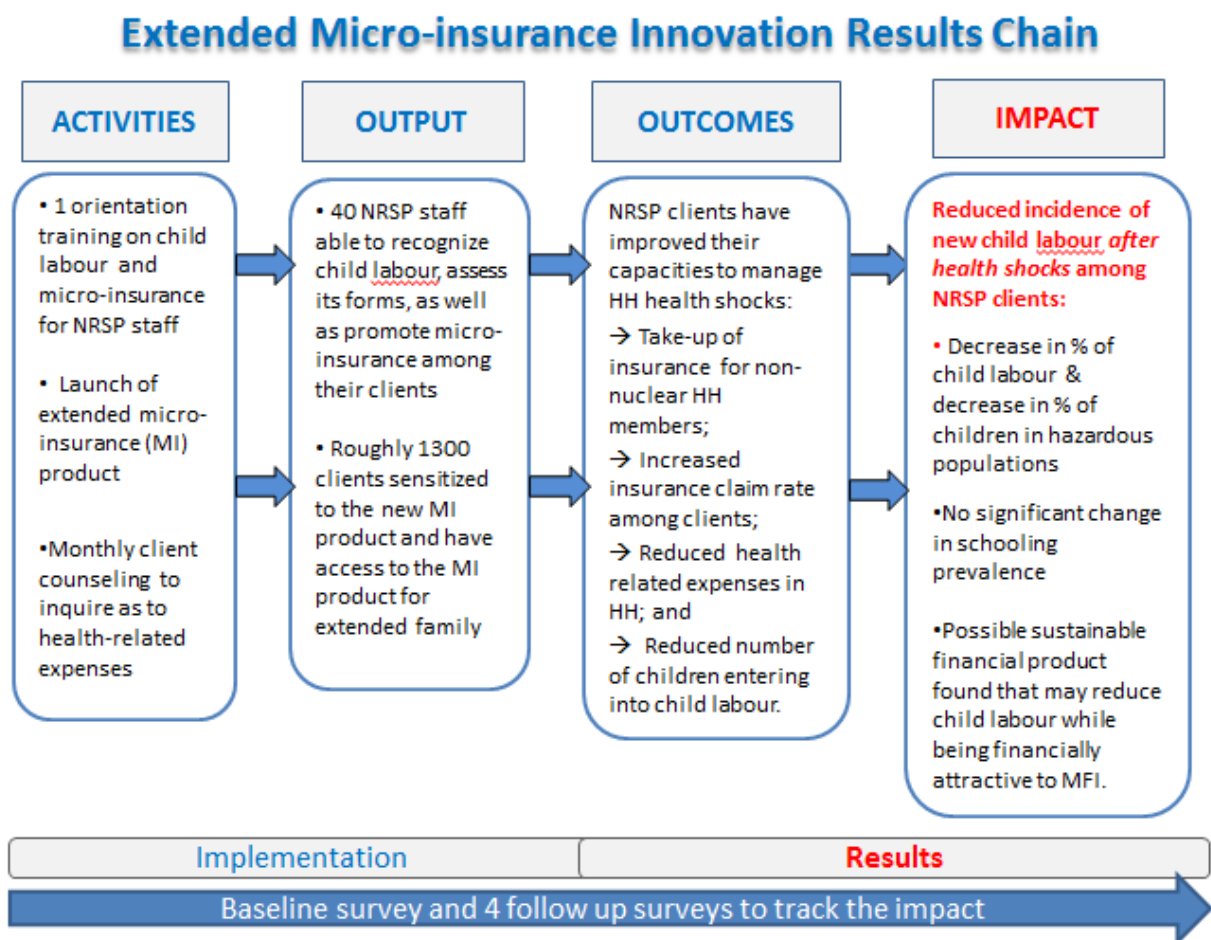 Extended Micro-insurance Innovation Results Chain
ACTIVITIES
• 1 orientation
training on child
labour and
micro-insurance
for NRSP staff
• Launch of
extended micro-
insurance (MI)
product
•Monthly client
counseling to
inquire as to
health-related
expenses
OUTPUT
• 40 NRSP staff
able to recognize
child labour, assess
its forms, as well
as promote micro-
insurance among
their clients
• Roughly 1300
clients sensitized
to the new MI
product and have
access to the MI
product for
extended family
OUTCOMES
NRSP clients have
improved their
capacities to manage
HH health shocks:
→ Take-up of
insurance for non-
nuclear HH
members;
→ Increased
insurance claim rate
among clients;
→ Reduced health
related expenses in
HH; and
→ Reduced number
of children entering
into child labour.
IMPACT
Reduced incidence of
new child labour after
health shocks among
NRSP clients:
• Decrease in % of
child labour &
decrease in % of
children in hazardous
populations
•No significant change
in schooling
prevalence
•Possible sustainable
financial product
found that may reduce
child labour while
being financially
attractive to MFI.
Implementation
Results
Baseline survey and 4 follow up surveys to track the impact